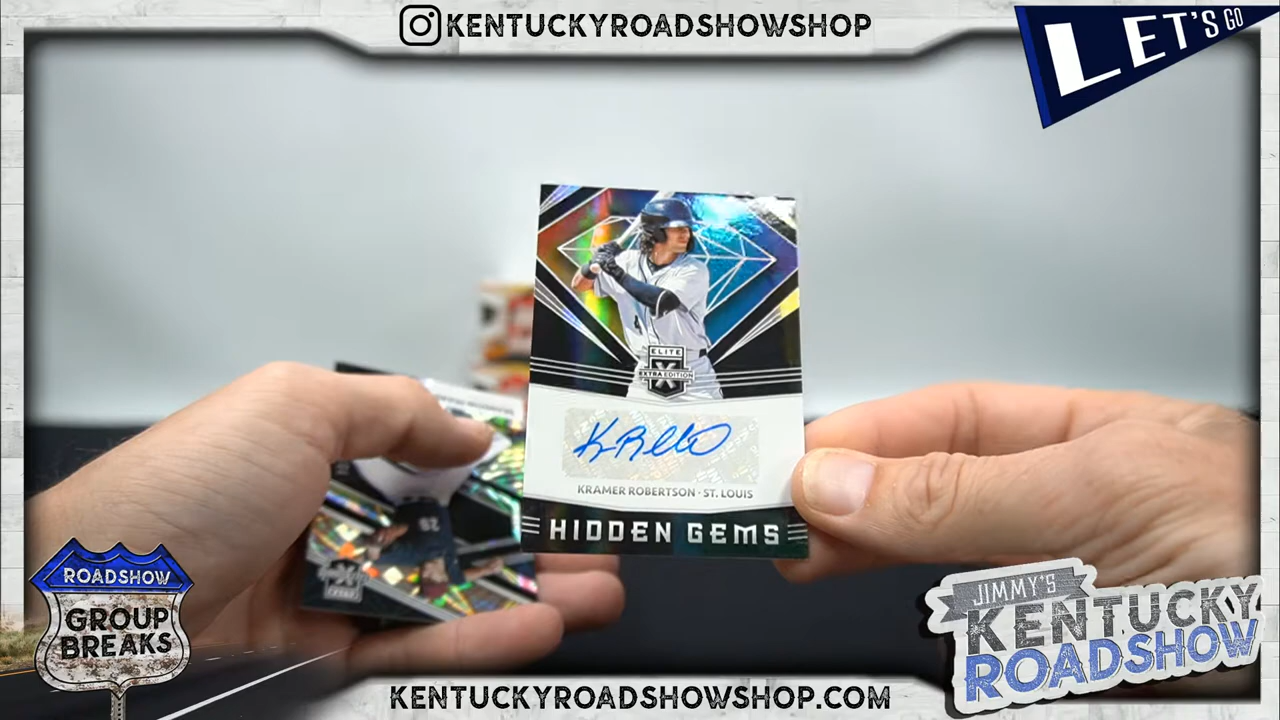 KENTUCKYROADSHOWSHOP
LET'S GO
ELITE
X
EXTRA EDITION
KRAMER ROBERTSON · ST. LOUIS
HIDDEN GEMS
28
ROADSHOW
GROUP
BREAKS
JIMMY'S
KENTUCKY
ROADSHOW
KENTUCKYROADSHOWSHOP.COM